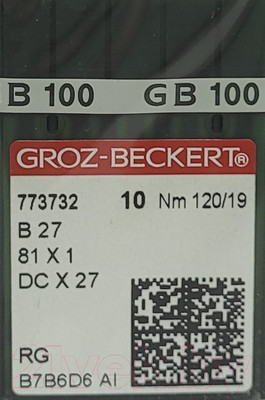 B 100 GB 100
GROZ-BECKERT®
773732 10 Nm 120/19
B 27
81 X 1
DC X 27
RG
B7B6D6 AI